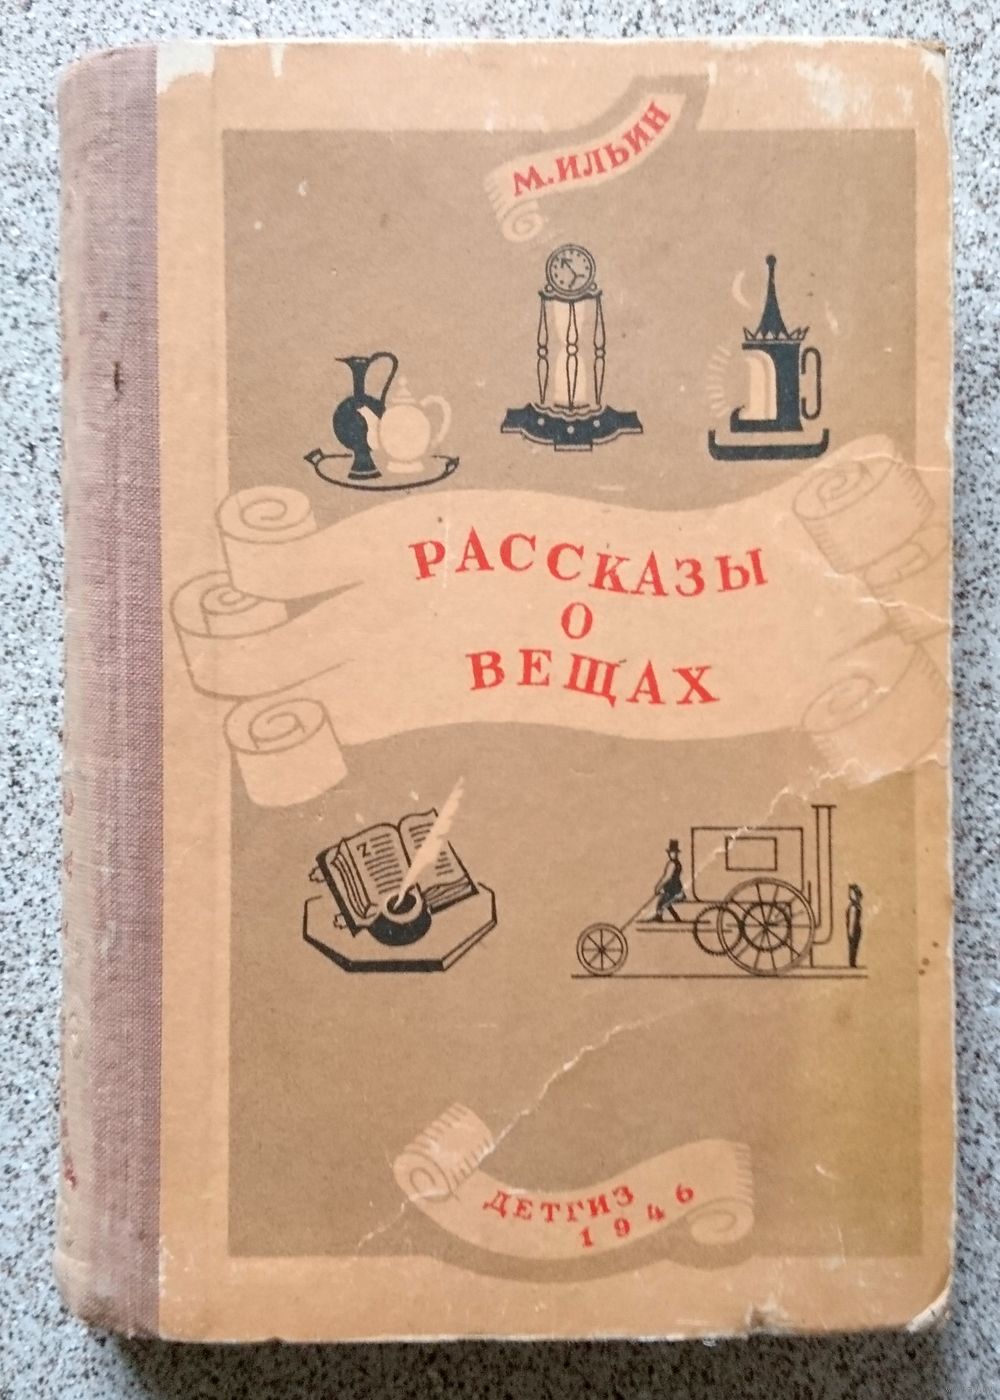 М. ИЛЬИН
РАССКАЗЫ
О
ВЕЩАХ
ДЕТГИЗ
1946